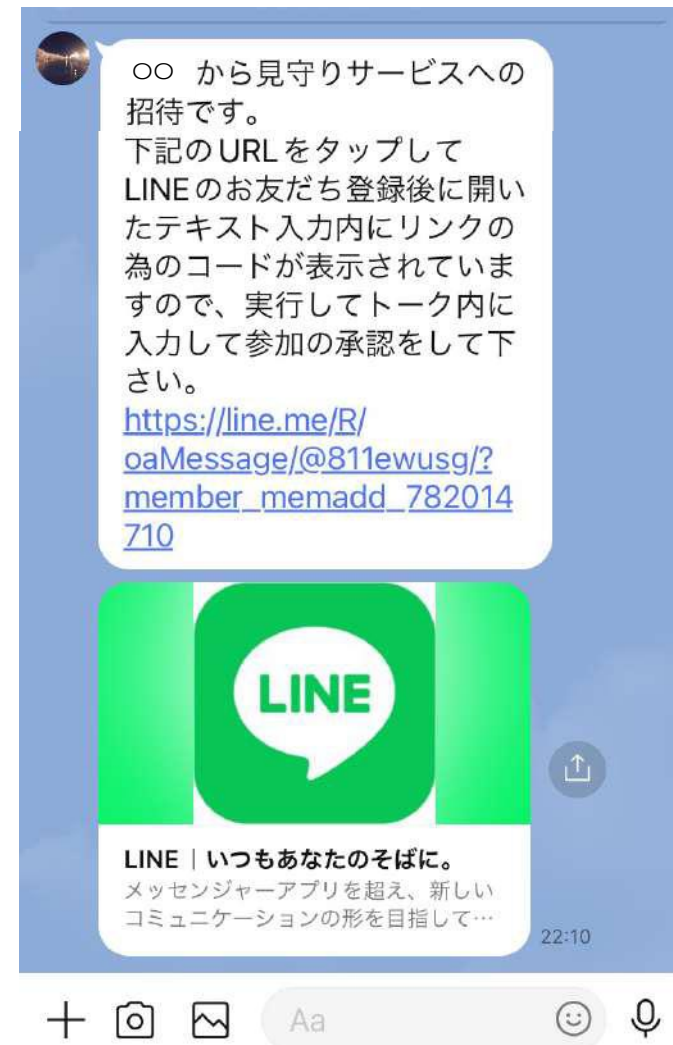 ○○ から見守りサービスへの
招待です。
下記のURLをタップして
LINEのお友だち登録後に開い
たテキスト入力内にリンクの
為のコードが表示されていま
すので、実行してトーク内に
入力して参加の承認をして下
さい。
https://line.me/R/
oaMessage/@811ewusg/?
member_memadd_782014
710
LINE
LINE｜いつもあなたのそばに。
メッセンジャーアプリを超え、新しい
コミュニケーションの形を目指して…
22:10
Aa